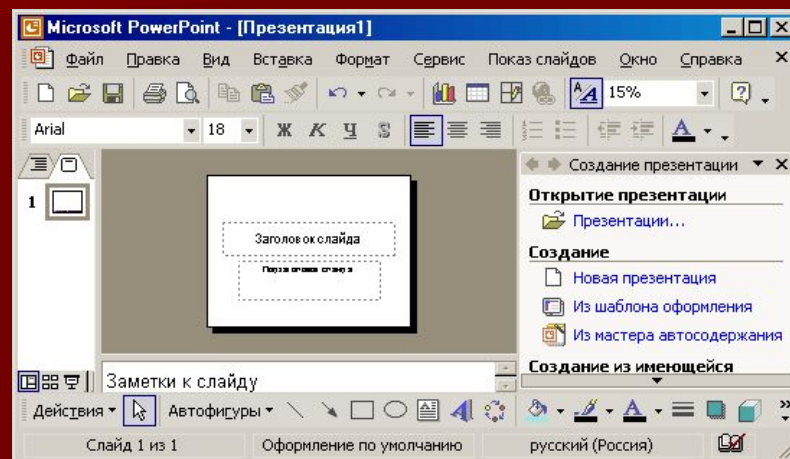 Microsoft PowerPoint - [Презентация1]
Файл Правка Вид Вставка Формат Сервис Показ слайдов Окно Справка
15%
Arial 18 Ж К Ч S
Создание презентации
1
Открытие презентации
Презентации...
Заголовок слайда
Создание
Новая презентация
Из шаблона оформления
Из мастера автосодержания
Создание из имеющейся
Заметки к слайду
Действия Автофигуры
Слайд 1 из 1 Оформление по умолчанию русский (Россия)